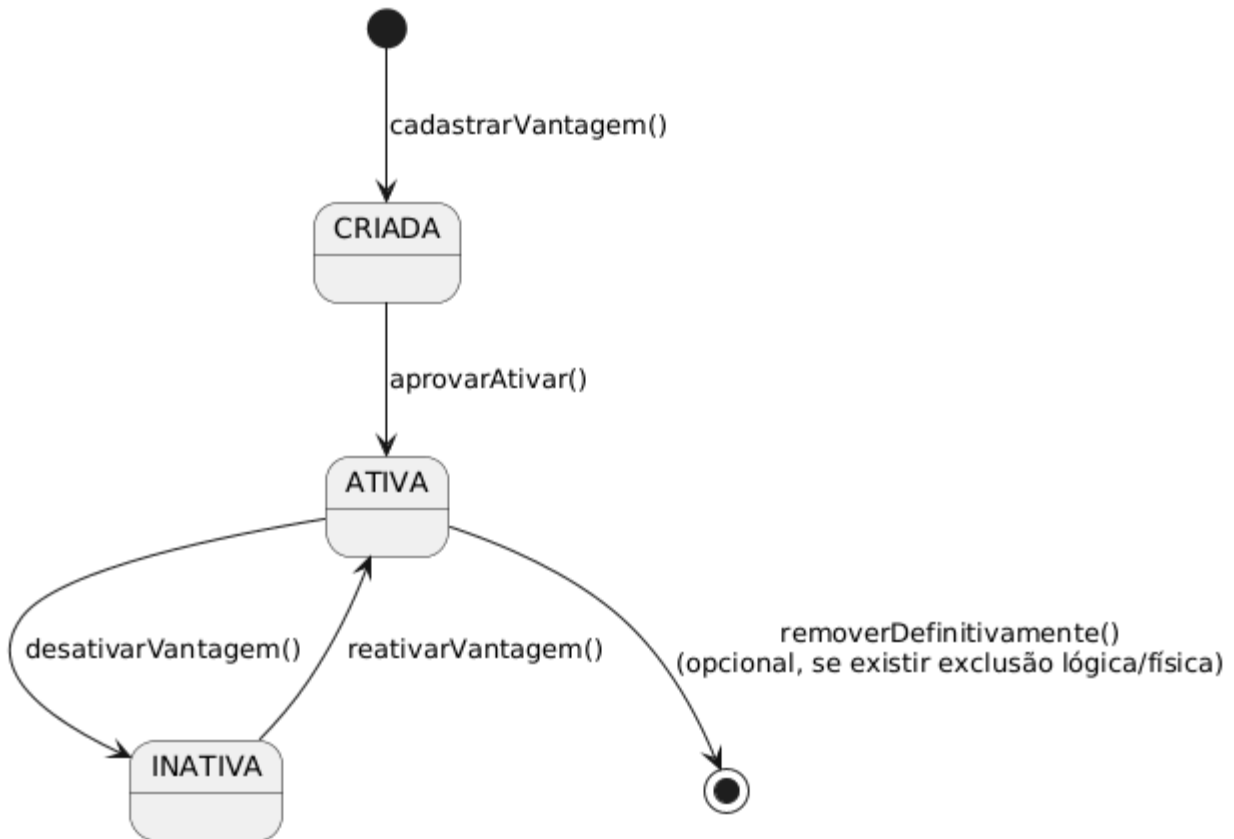 cadastrarVantagem()
CRIADA
aprovarAtivar()
ATIVA
desativarVantagem()
reativarVantagem()
removerDefinitivamente()
(opcional, se existir exclusão lógica/física)
INATIVA